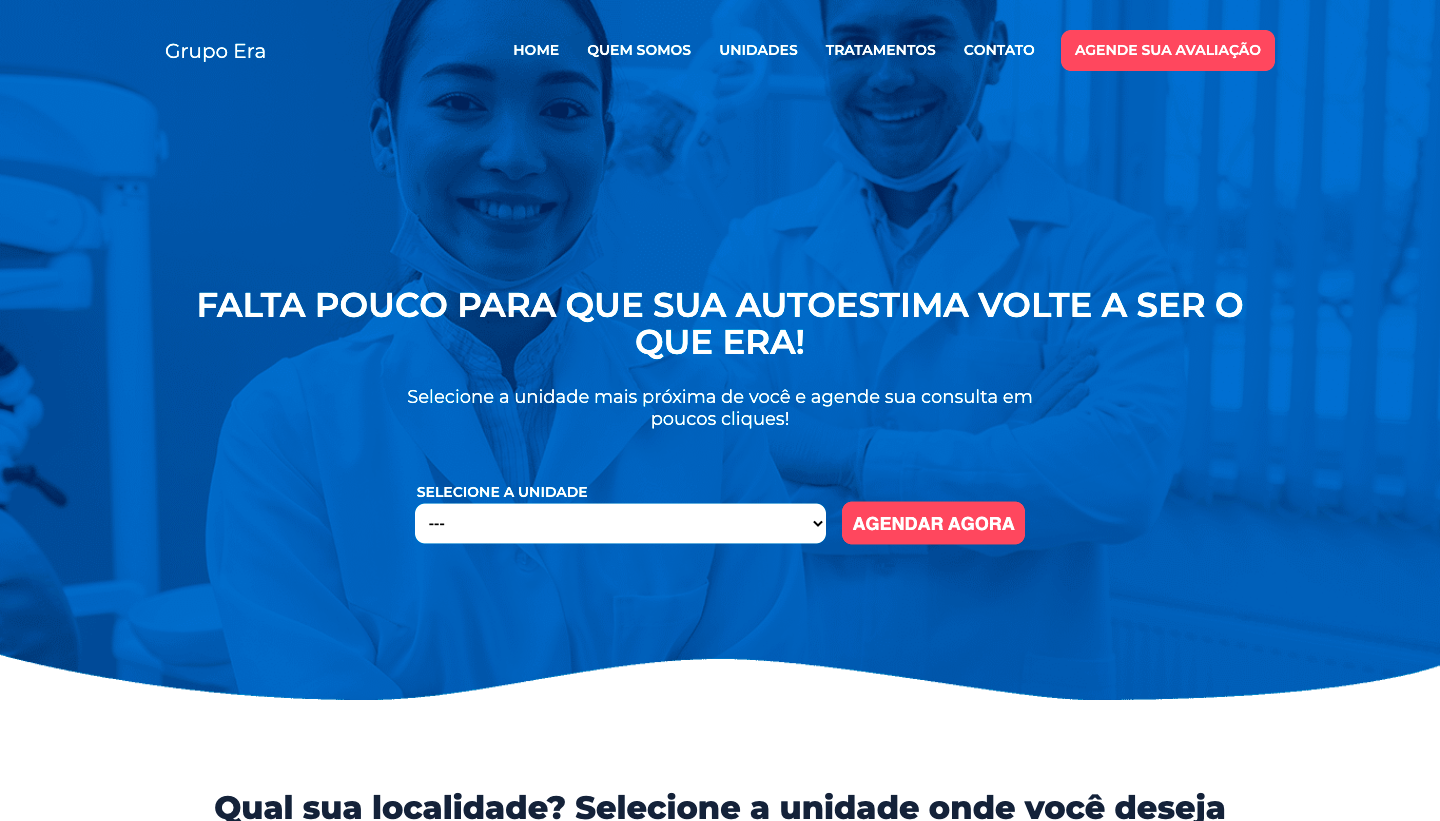 Grupo Era
HOME QUEM SOMOS UNIDADES TRATAMENTOS CONTATO AGENDE SUA AVALIAÇÃO
FALTA POUCO PARA QUE SUA AUTOESTIMA VOLTE A SER O
QUE ERA!
Selecione a unidade mais próxima de você e agende sua consulta em
poucos cliques!
SELECIONE A UNIDADE
---
AGENDAR AGORA
Qual sua localidade? Selecione a unidade onde você deseja